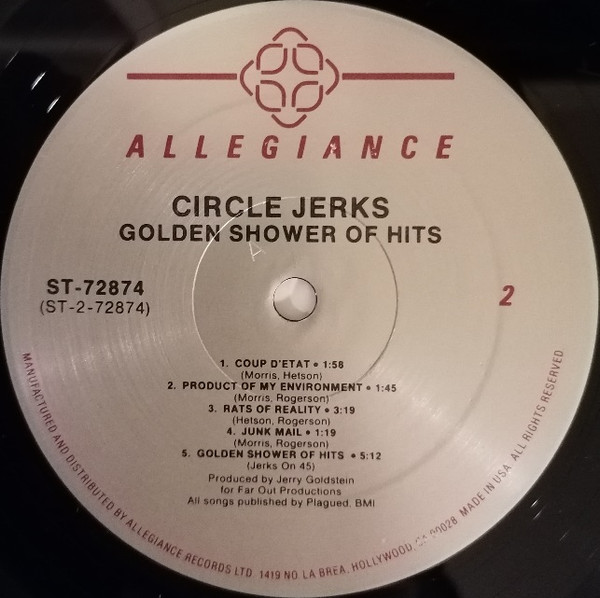 ALLEGIANCE
CIRCLE JERKS
GOLDEN SHOWER OF HITS
A
ST-72874
(ST-2-72874)
2
1. COUP D'ETAT • 1:58
(Morris, Hetson)
2. PRODUCT OF MY ENVIRONMENT • 1:45
(Morris, Rogerson)
3. RATS OF REALITY • 3:19
(Hetson, Rogerson)
4. JUNK MAIL • 1:19
(Morris, Rogerson)
5. GOLDEN SHOWER OF HITS • 5:12
(Jerks On 45)
Produced by Jerry Goldstein
for Far Out Productions
All songs published by Plagued, BMI
MANUFACTURED AND DISTRIBUTED BY ALLEGIANCE RECORDS LTD. 1419 NO. LA BREA, HOLLYWOOD, CA 90028. MADE IN USA. ALL RIGHTS RESERVED